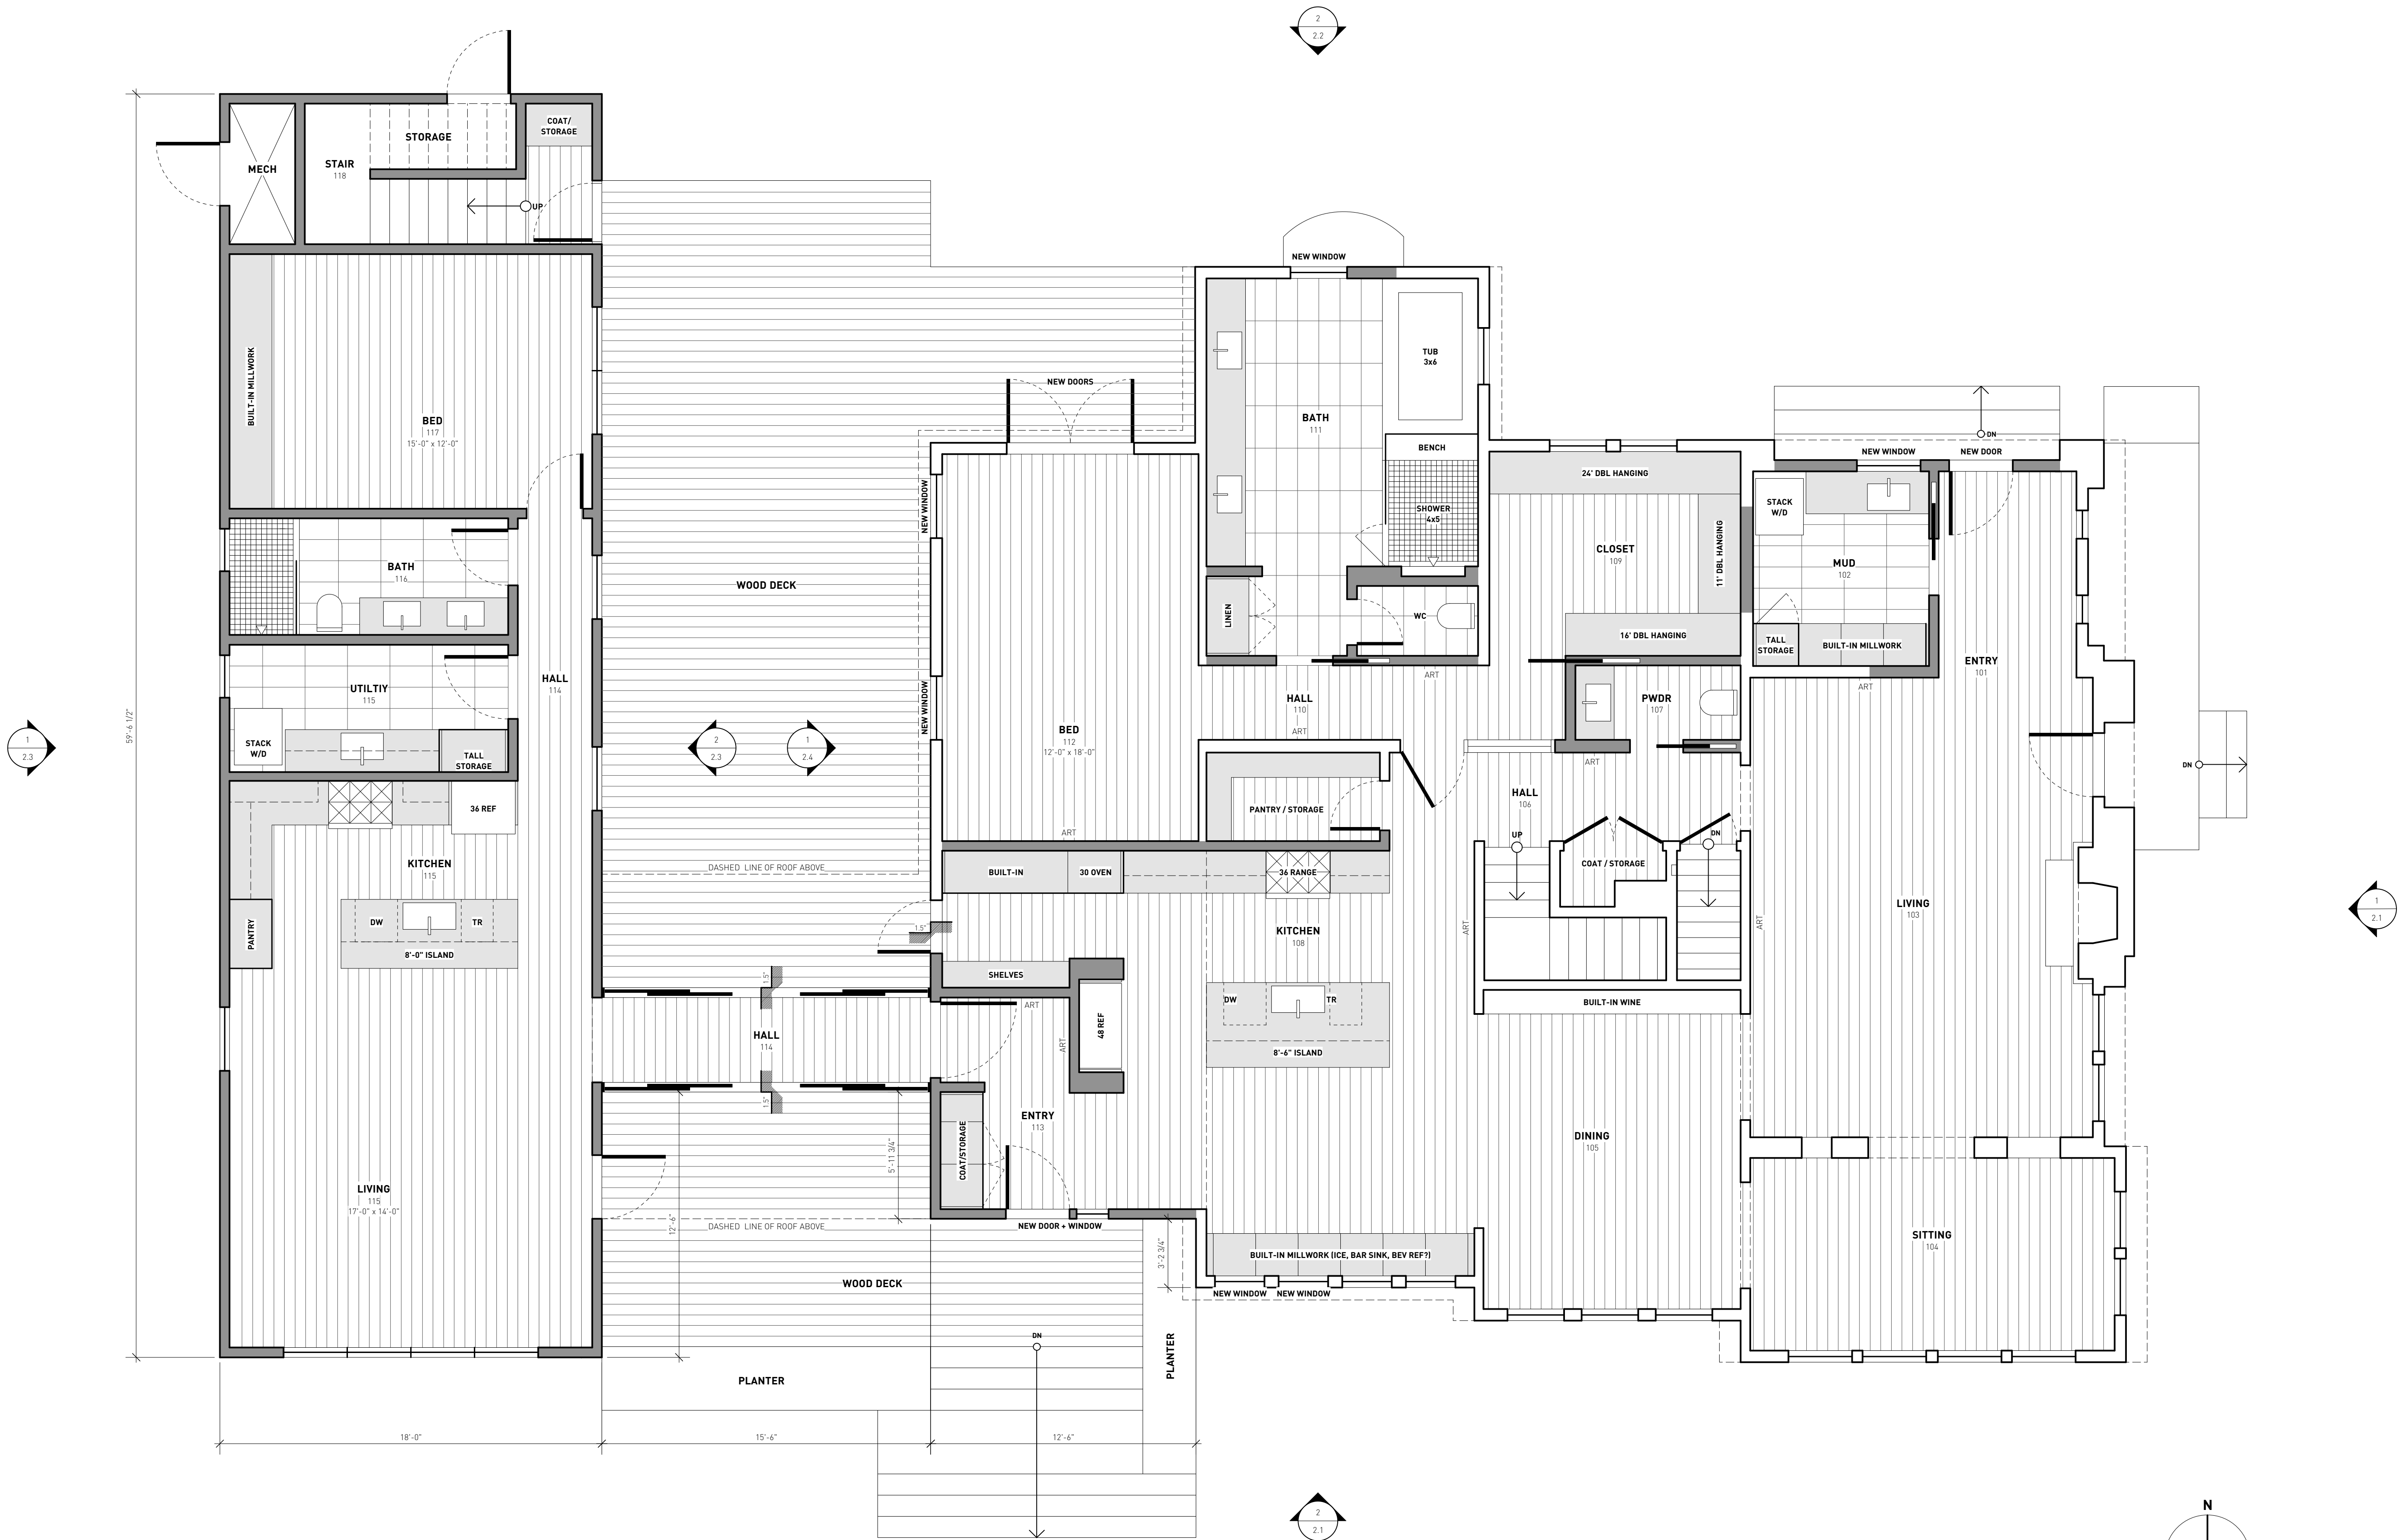 2
2.2
STORAGE
COAT/
STORAGE
MECH
STAIR
118
UP
NEW WINDOW
BUILT-IN MILLWORK
BED
117
15'-0" x 12'-0"
NEW DOORS
TUB
3x6
BATH
111
BENCH
SHOWER
4x5
24' DBL HANGING
11' DBL HANGING
CLOSET
109
16' DBL HANGING
DN
NEW WINDOW
NEW DOOR
STACK
W/D
MUD
102
TALL
STORAGE
BUILT-IN MILLWORK
ENTRY
101
ART
NEW WINDOW
BATH
116
WOOD DECK
LINEN
WC
ART
UTILTIY
115
HALL
114
STACK
W/D
TALL
STORAGE
59'-6 1/2"
1
2.3
2
2.3
1
2.4
NEW WINDOW
BED
112
12'-0" x 18'-0"
ART
HALL
110
ART
PWDR
107
ART
DN
36 REF
PANTRY / STORAGE
HALL
106
UP
DN
COAT / STORAGE
KITCHEN
115
DASHED LINE OF ROOF ABOVE
BUILT-IN
30 OVEN
36 RANGE
PANTRY
DW
TR
8'-0" ISLAND
1.5"
KITCHEN
108
ART
ART
LIVING
103
1
2.1
SHELVES
1.5"
ART
BUILT-IN WINE
DW
TR
HALL
114
ART
48 REF
8'-6" ISLAND
1.5"
ENTRY
113
COAT/STORAGE
5'-11 3/4"
12'-6"
DINING
105
LIVING
115
17'-0" x 14'-0"
DASHED LINE OF ROOF ABOVE
NEW DOOR + WINDOW
3'-2 3/4"
BUILT-IN MILLWORK (ICE, BAR SINK, BEV REF?)
SITTING
104
WOOD DECK
NEW WINDOW
NEW WINDOW
DN
PLANTER
PLANTER
18'-0"
15'-6"
12'-6"
2
2.1
N